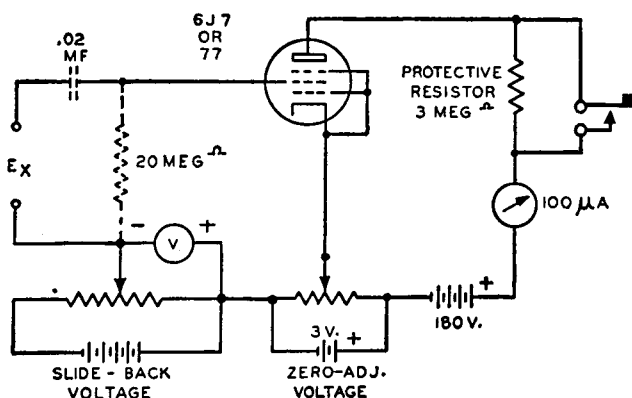 .02
MF
6J7
OR
77
PROTECTIVE
RESISTOR
3 MEG Ω
20 MEG Ω
EX
- V +
100 μA
3 V. +
+
180 V.
SLIDE - BACK
VOLTAGE
ZERO-ADJ.
VOLTAGE